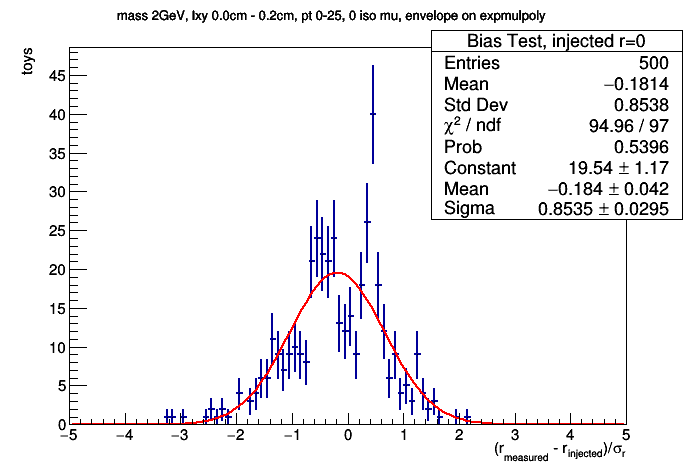 mass 2GeV, lxy 0.0cm - 0.2cm, pt 0-25, 0 iso mu, envelope on expmulpoly
Bias Test, injected r=0
Entries 500
Mean −0.1814
Std Dev 0.8538
χ² / ndf 94.96 / 97
Prob 0.5396
Constant 19.54 ± 1.17
Mean −0.184 ± 0.042
Sigma 0.8535 ± 0.0295
toys
45
40
35
30
25
20
15
10
5
0
−5 −4 −3 −2 −1 0 1 2 3 4 5
(r_measured - r_injected)/σ_r